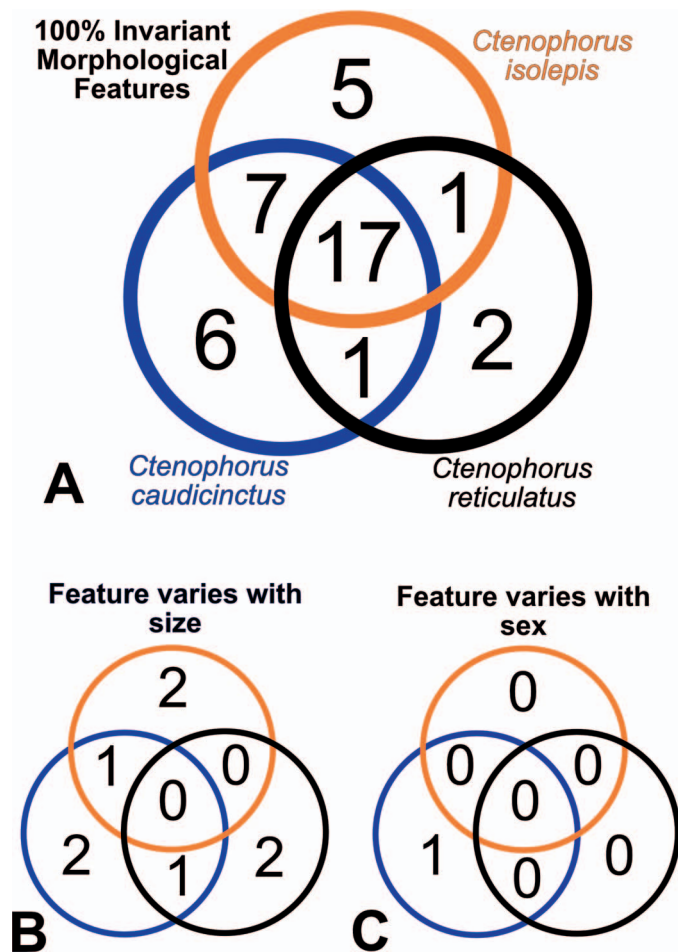 100% Invariant
Morphological
Features
Ctenophorus
isolepis
5
7
1
17
6
1
2
A
Ctenophorus
caudicinctus
Ctenophorus
reticulatus
Feature varies with
size
2
1
0
0
2
1
2
B
Feature varies with
sex
0
0
0
0
1
0
0
C